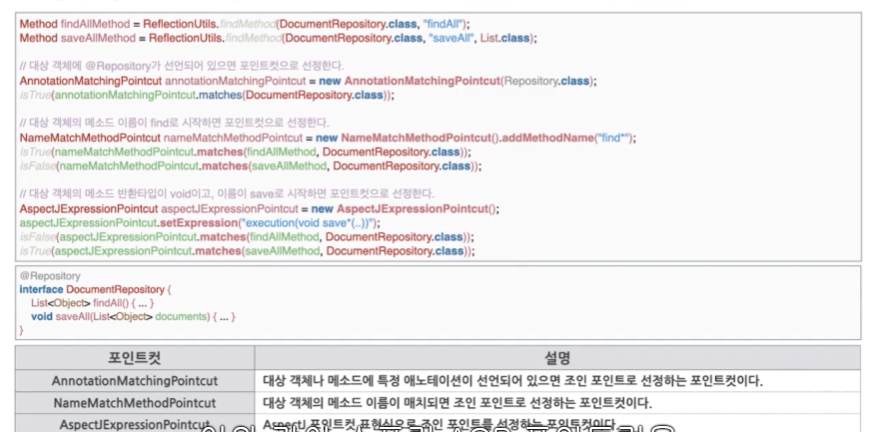 Method findAllMethod = ReflectionUtils.findMethod(DocumentRepository.class, "findAll");
Method saveAllMethod = ReflectionUtils.findMethod(DocumentRepository.class, "saveAll", List.class);
// 대상 객체에 @Repository가 선언되어 있으면 포인트컷으로 선정한다.
AnnotationMatchingPointcut annotationMatchingPointcut = new AnnotationMatchingPointcut(Repository.class);
isTrue(annotationMatchingPointcut.matches(DocumentRepository.class));
// 대상 객체의 메소드 이름이 find로 시작하면 포인트컷으로 선정한다.
NameMatchMethodPointcut nameMatchMethodPointcut = new NameMatchMethodPointcut().addMethodName("find*");
isTrue(nameMatchMethodPointcut.matches(findAllMethod, DocumentRepository.class));
isFalse(nameMatchMethodPointcut.matches(saveAllMethod, DocumentRepository.class));
// 대상 객체의 메소드 반환타입이 void이고, 이름이 save로 시작하면 포인트컷으로 선정한다.
AspectJExpressionPointcut aspectJExpressionPointcut = new AspectJExpressionPointcut();
aspectJExpressionPointcut.setExpression("execution(void save*(..))");
isFalse(aspectJExpressionPointcut.matches(findAllMethod, DocumentRepository.class));
isTrue(aspectJExpressionPointcut.matches(saveAllMethod, DocumentRepository.class));
@Repository
interface DocumentRepository {
List<Object> findAll() { ... }
void saveAll(List<Object> documents) { ... }
}
포인트컷 설명
AnnotationMatchingPointcut 대상 객체나 메소드에 특정 애노테이션이 선언되어 있으면 조인 포인트로 선정하는 포인트컷이다.
NameMatchMethodPointcut 대상 객체의 메소드 이름이 매치되면 조인 포인트로 선정하는 포인트컷이다.
AspectJExpressionPointcut AspectJ 포인트컷 표현식으로 조인 포인트를 선정하는 포인트컷이다.